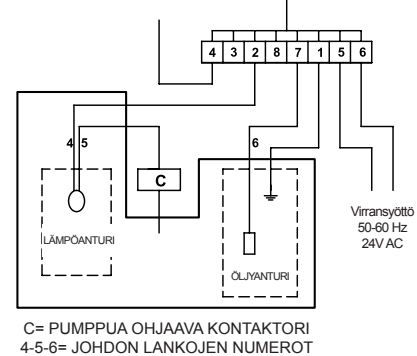 4 3 2 8 7 1 5 6
4 5
6
C
LÄMPÖANTURI
ÖLJYANTURI
Virransyöttö
50-60 Hz
24V AC
C= PUMPPUA OHJAAVA KONTAKTORI
4-5-6= JOHDON LANKOJEN NUMEROT